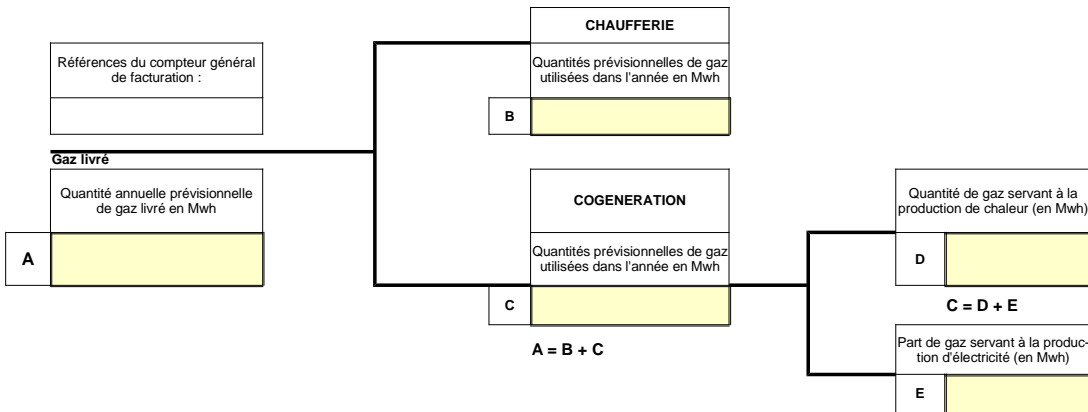 Références du compteur général
de facturation :
Gaz livré
Quantité annuelle prévisionnelle
de gaz livré en Mwh
A
CHAUFFERIE
Quantités prévisionnelles de gaz
utilisées dans l'année en Mwh
B
COGENERATION
Quantités prévisionnelles de gaz
utilisées dans l'année en Mwh
C
A = B + C
Quantité de gaz servant à la
production de chaleur (en Mwh)
D
C = D + E
Part de gaz servant à la produc-
tion d'électricité (en Mwh)
E